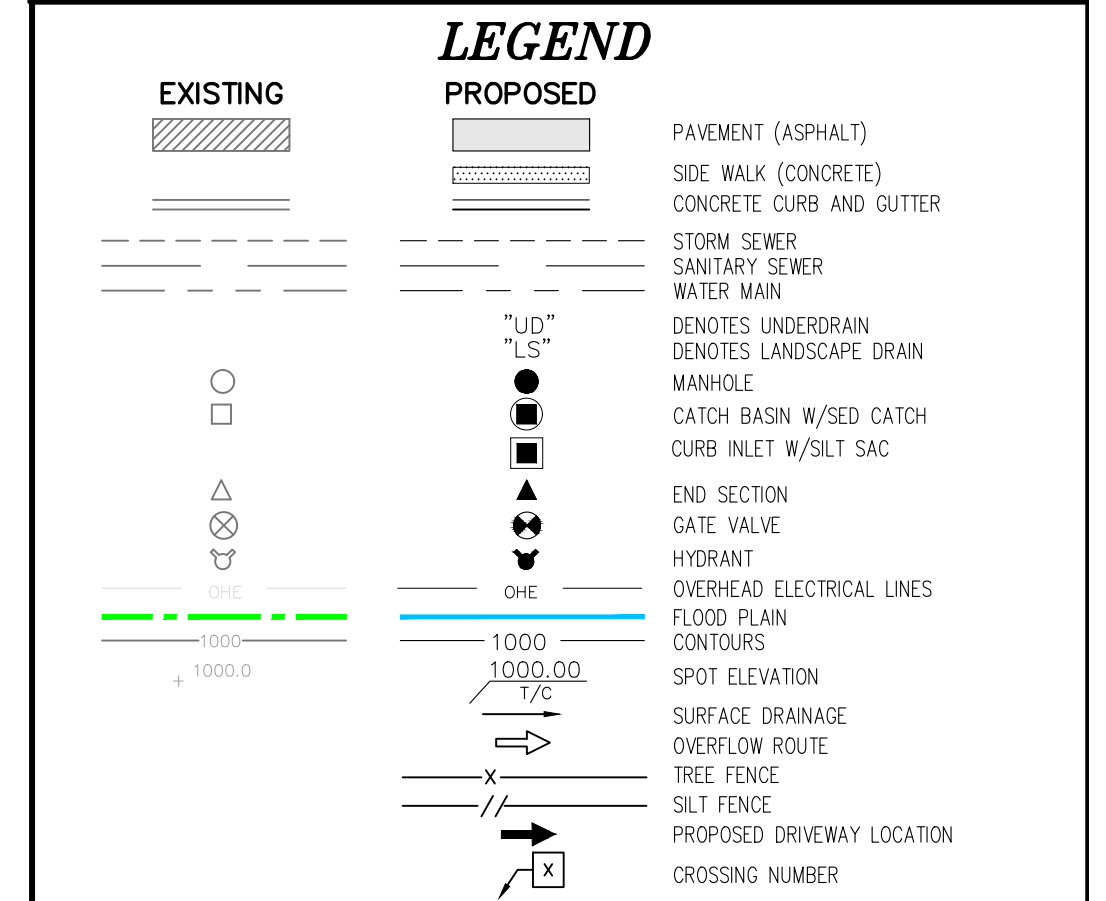 LEGEND
EXISTING PROPOSED
PAVEMENT (ASPHALT)
SIDE WALK (CONCRETE)
CONCRETE CURB AND GUTTER
STORM SEWER
SANITARY SEWER
WATER MAIN
"UD" DENOTES UNDERDRAIN
"LS" DENOTES LANDSCAPE DRAIN
MANHOLE
CATCH BASIN W/SED CATCH
CURB INLET W/SILT SAC
END SECTION
GATE VALVE
HYDRANT
OHE OHE OVERHEAD ELECTRICAL LINES
FLOOD PLAIN
1000 1000 CONTOURS
1000.0 1000.00 SPOT ELEVATION
T/C
SURFACE DRAINAGE
OVERFLOW ROUTE
X TREE FENCE
SILT FENCE
PROPOSED DRIVEWAY LOCATION
X CROSSING NUMBER